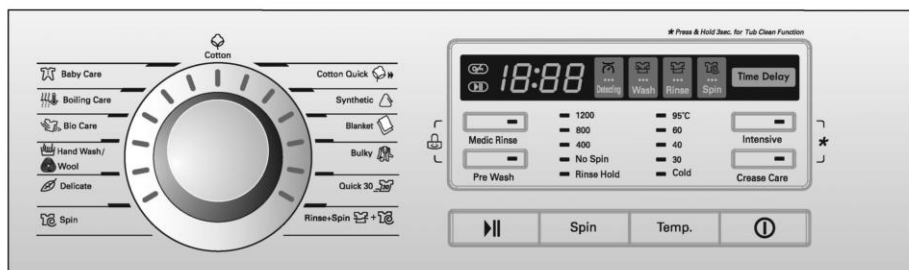 * Press & Hold 3sec. for Tub Clean Function
Cotton
Baby Care
Boiling Care
Bio Care
Hand Wash/
Wool
Delicate
Spin
Cotton Quick
Synthetic
Blanket
Bulky
Quick 30
Rinse+Spin
18:88
Detecting
Wash
Rinse
Spin
Time Delay
Medic Rinse
Pre Wash
1200
800
400
No Spin
Rinse Hold
95°C
60
40
30
Cold
Intensive
Crease Care
*
Spin
Temp.